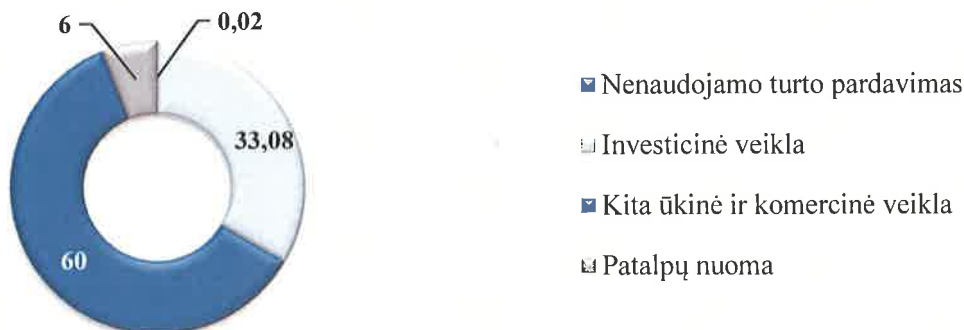 6
0,02
33,08
60
Nenaudojamo turto pardavimas
Investicinė veikla
Kita ūkinė ir komercinė veikla
Patalpų nuoma